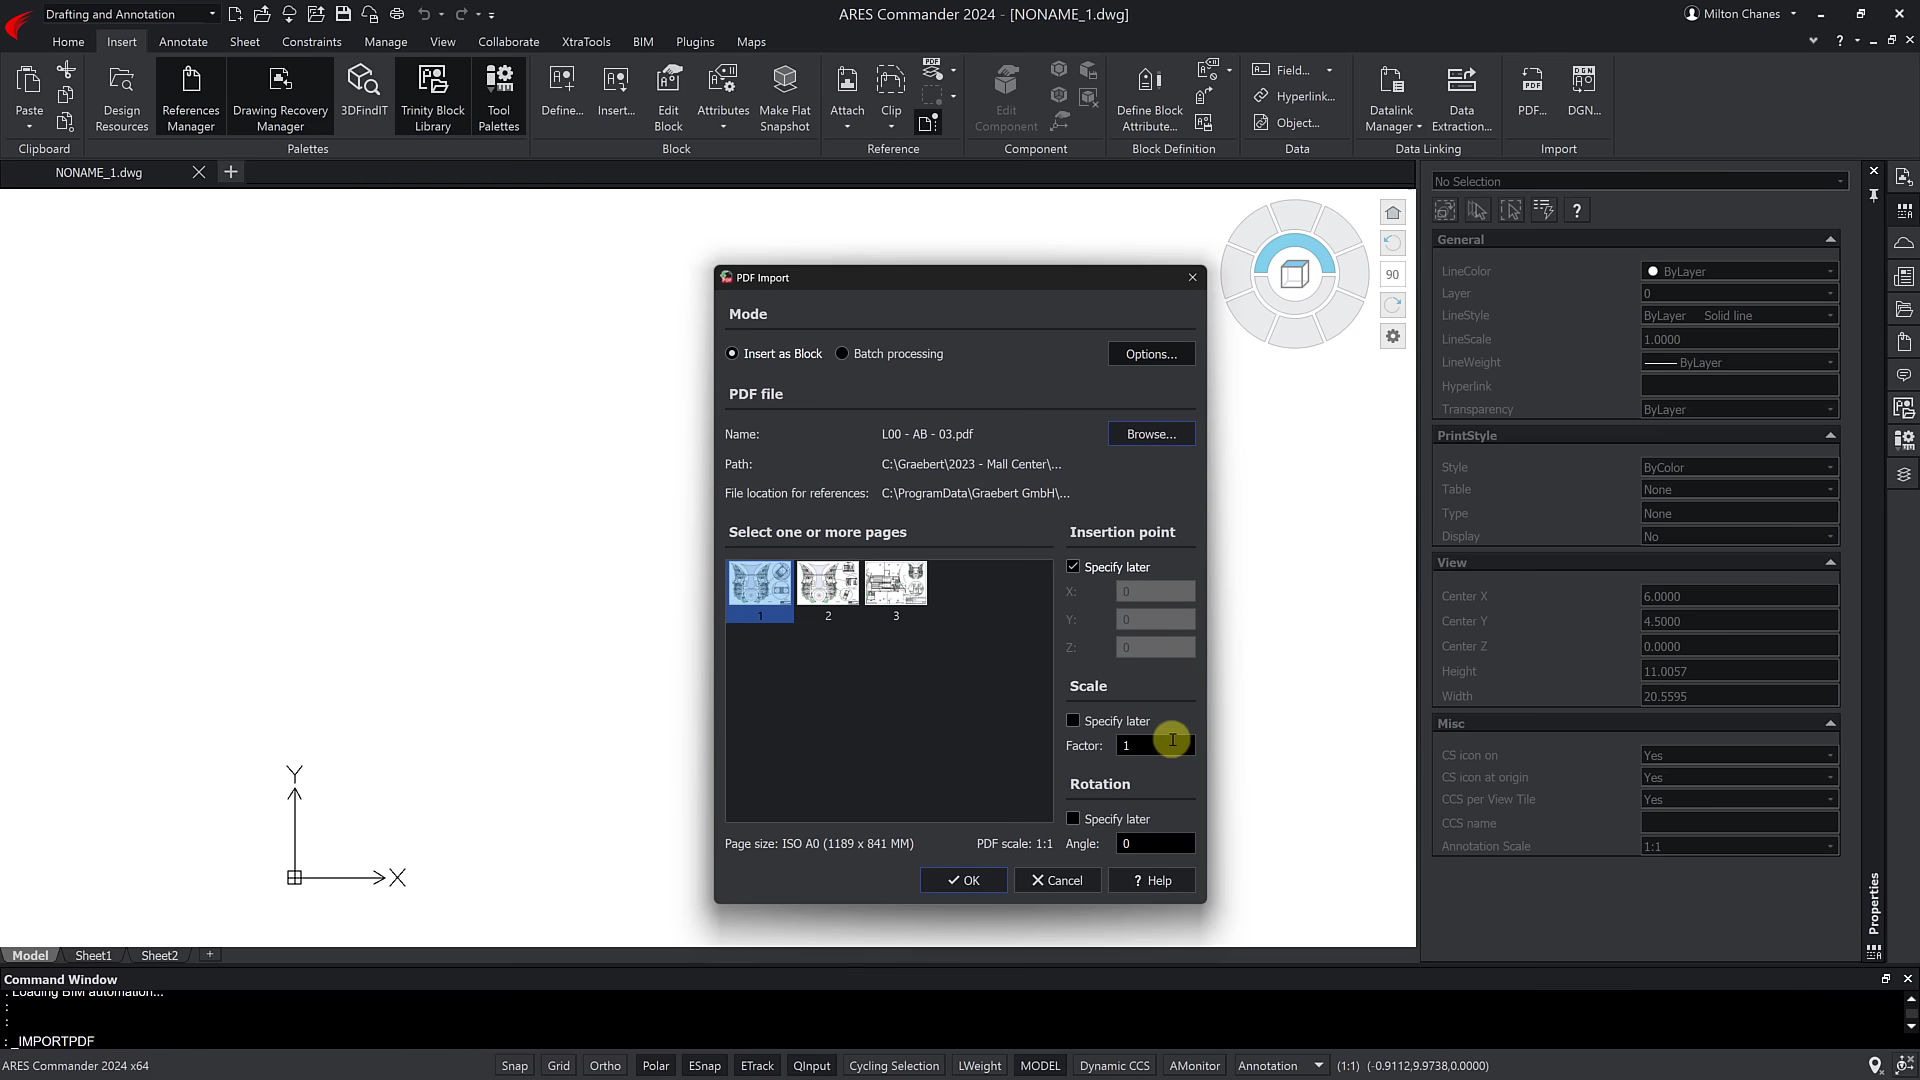 Drafting and Annotation
ARES Commander 2024 - [NONAME_1.dwg]
Milton Chanes
Home Insert Annotate Sheet Constraints Manage View Collaborate XtraTools BIM Plugins Maps
?
Paste
Design Resources
References Manager
Drawing Recovery Manager
3DFindIT
Trinity Block Library
Tool Palettes
Define...
Insert...
Edit Block
Attributes
Make Flat Snapshot
Attach
Clip
PDF
Edit Component
Define Block Attribute...
Field...
Hyperlink...
Object...
Datalink Manager
Data Extraction...
PDF
PDF...
DGN
DGN...
Clipboard Palettes Block Reference Component Block Definition Data Data Linking Import
NONAME_1.dwg
No Selection
?
General
LineColor ByLayer
Layer 0
LineStyle ByLayer Solid line
LineScale 1.0000
LineWeight ByLayer
Hyperlink
Transparency ByLayer
PrintStyle
Style ByColor
Table None
Type None
Display No
View
Center X 6.0000
Center Y 4.5000
Center Z 0.0000
Height 11.0057
Width 20.5595
Misc
CS icon on Yes
CS icon at origin Yes
CCS per View Tile Yes
CCS name
Annotation Scale 1:1
Properties
90
PDF Import
Mode
Insert as Block Batch processing Options...
PDF file
Name: L00 - AB - 03.pdf Browse...
Path: C:\Graebert\2023 - Mall Center\...
File location for references: C:\ProgramData\Graebert GmbH\...
Select one or more pages
1 2 3
Insertion point
Specify later
X: 0
Y: 0
Z: 0
Scale
Specify later
Factor: 1
Rotation
Specify later
Angle: 0
Page size: ISO A0 (1189 x 841 MM) PDF scale: 1:1
OK Cancel ? Help
Y
X
Model Sheet1 Sheet2 +
Command Window
: Loading BIM automation...
:
:
: _IMPORTPDF
ARES Commander 2024 x64
Snap Grid Ortho Polar ESnap ETrack QInput Cycling Selection LWeight MODEL Dynamic CCS AMonitor Annotation (1:1) (-0.9112,9.9738,0.0000)